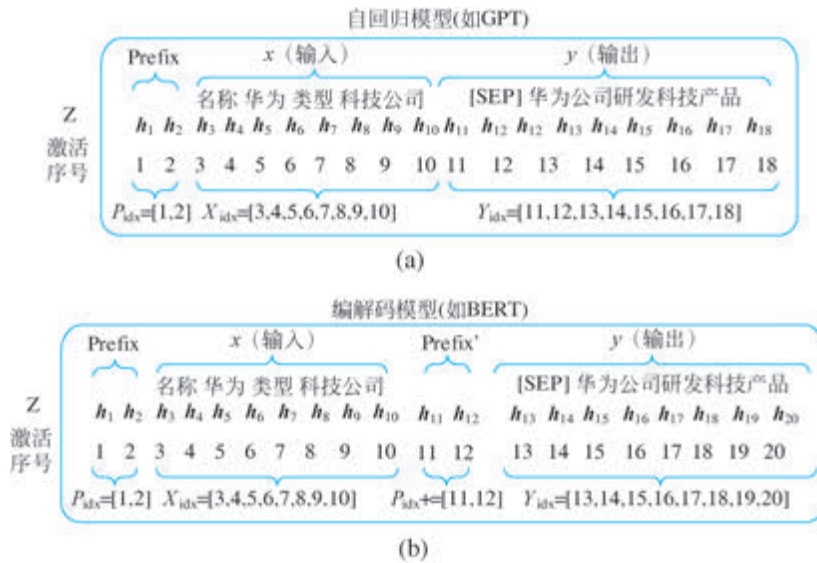 自回归模型(如GPT)
Prefix x（输入） y（输出）
名称 华为 类型 科技公司 [SEP] 华为公司研发科技产品
Z h₁ h₂ h₃ h₄ h₅ h₆ h₇ h₈ h₉ h₁₀ h₁₁ h₁₂ h₁₂ h₁₃ h₁₄ h₁₅ h₁₆ h₁₇ h₁₈
激活
序号 1 2 3 4 5 6 7 8 9 10 11 12 13 14 15 16 17 18
Pidx=[1,2] Xidx=[3,4,5,6,7,8,9,10] Yidx=[11,12,13,14,15,16,17,18]
(a)
编解码模型(如BERT)
Prefix x（输入） Prefix' y（输出）
名称 华为 类型 科技公司 [SEP] 华为公司研发科技产品
Z h₁ h₂ h₃ h₄ h₅ h₆ h₇ h₈ h₉ h₁₀ h₁₁ h₁₂ h₁₃ h₁₄ h₁₅ h₁₆ h₁₇ h₁₈ h₁₉ h₂₀
激活
序号 1 2 3 4 5 6 7 8 9 10 11 12 13 14 15 16 17 18 19 20
Pidx=[1,2] Xidx=[3,4,5,6,7,8,9,10] Pidx+=[11,12] Yidx=[13,14,15,16,17,18,19,20]
(b)